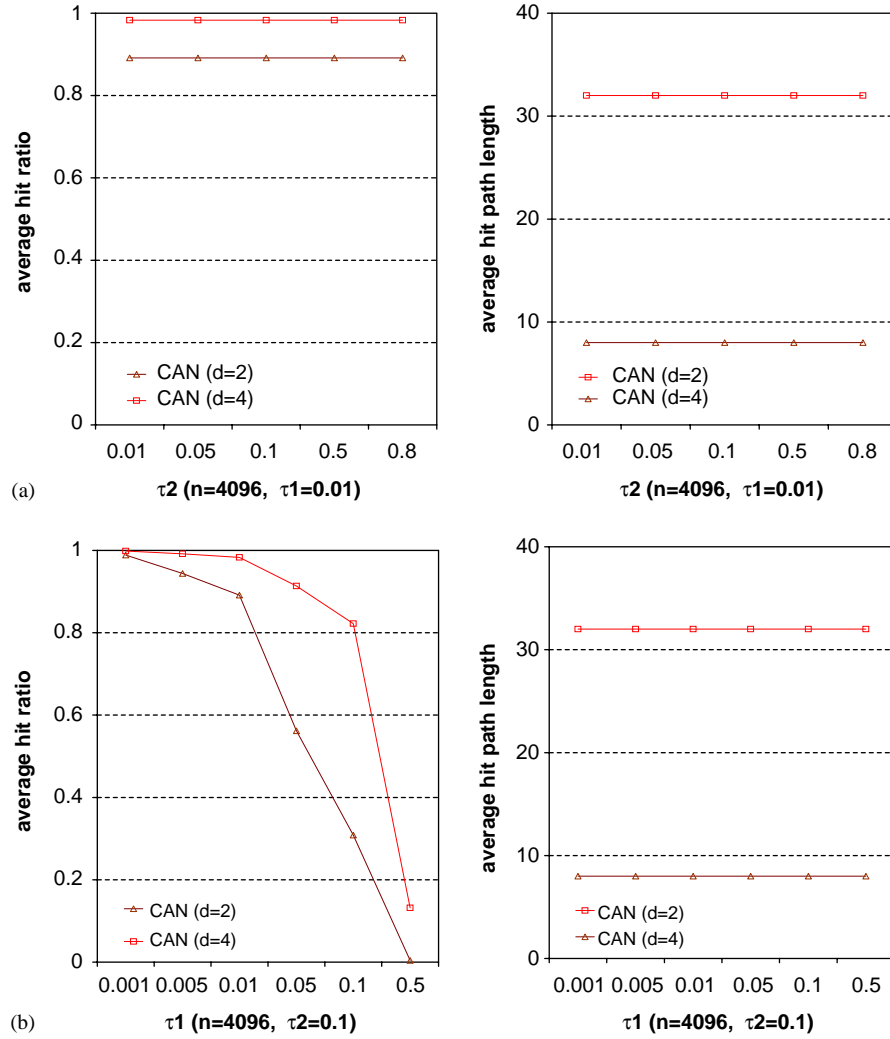 1
0.8
0.6
0.4
0.2
0
average hit ratio
CAN (d=2)
CAN (d=4)
0.01 0.05 0.1 0.5 0.8
τ2 (n=4096, τ1=0.01)
40
30
20
10
0
average hit path length
CAN (d=2)
CAN (d=4)
0.01 0.05 0.1 0.5 0.8
τ2 (n=4096, τ1=0.01)
(a)
1
0.8
0.6
0.4
0.2
0
average hit ratio
CAN (d=2)
CAN (d=4)
0.001 0.005 0.01 0.05 0.1 0.5
τ1 (n=4096, τ2=0.1)
40
30
20
10
0
average hit path length
CAN (d=2)
CAN (d=4)
0.001 0.005 0.01 0.05 0.1 0.5
τ1 (n=4096, τ2=0.1)
(b)